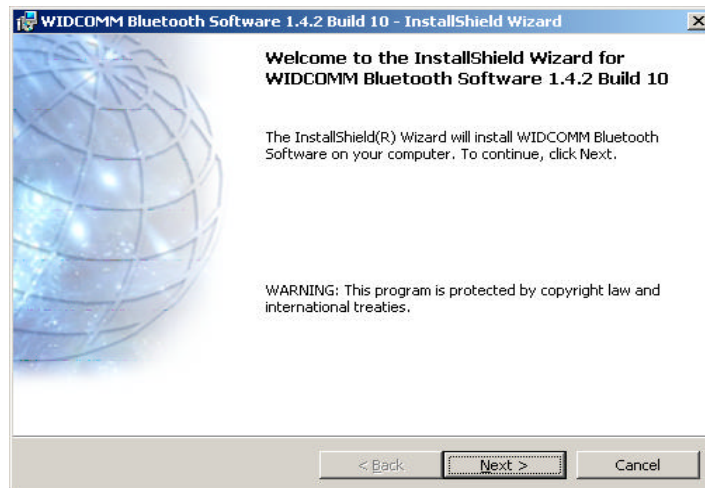 WIDCOMM Bluetooth Software 1.4.2 Build 10 - InstallShield Wizard
Welcome to the InstallShield Wizard for
WIDCOMM Bluetooth Software 1.4.2 Build 10
The InstallShield(R) Wizard will install WIDCOMM Bluetooth
Software on your computer. To continue, click Next.
WARNING: This program is protected by copyright law and
international treaties.
< Back Next > Cancel